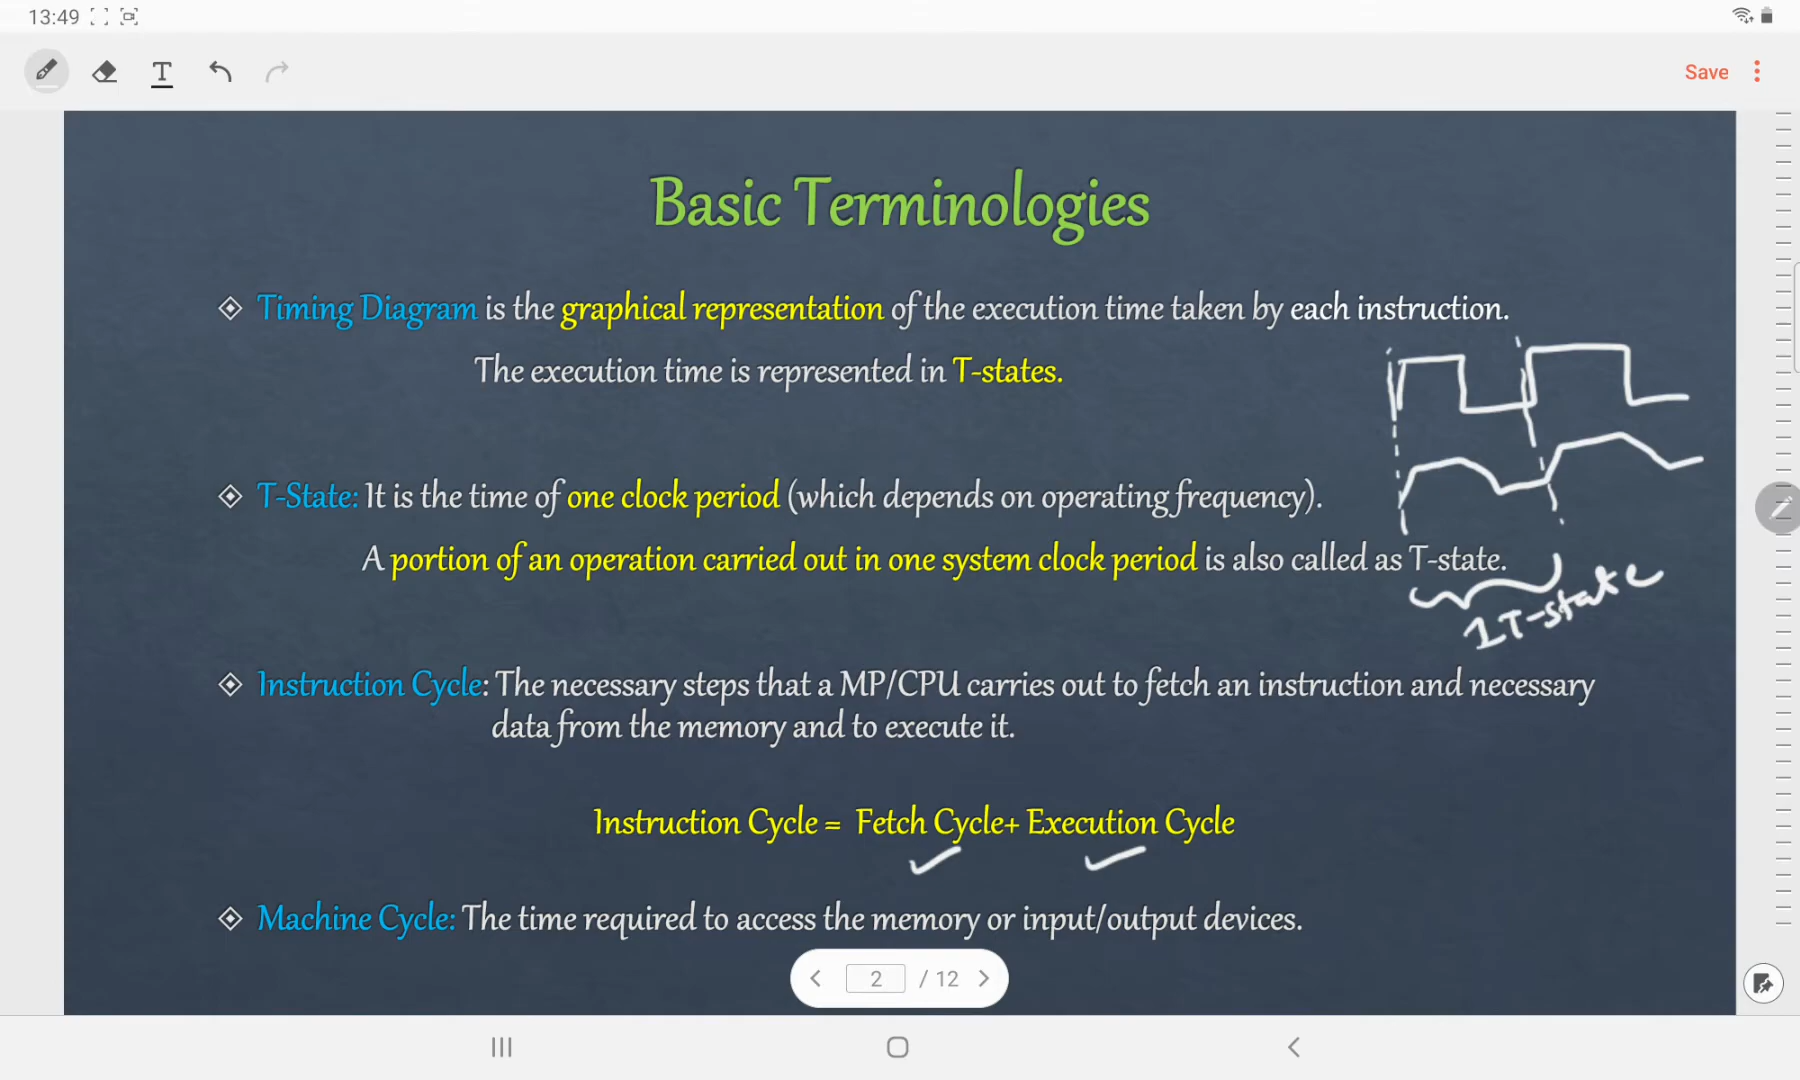 13:49
T
Save
Basic Terminologies
Timing Diagram is the graphical representation of the execution time taken by each instruction.
The execution time is represented in T-states.
T-State: It is the time of one clock period (which depends on operating frequency).
A portion of an operation carried out in one system clock period is also called as T-state.
1T-state
Instruction Cycle: The necessary steps that a MP/CPU carries out to fetch an instruction and necessary
data from the memory and to execute it.
Instruction Cycle = Fetch Cycle+ Execution Cycle
Machine Cycle: The time required to access the memory or input/output devices.
2 / 12